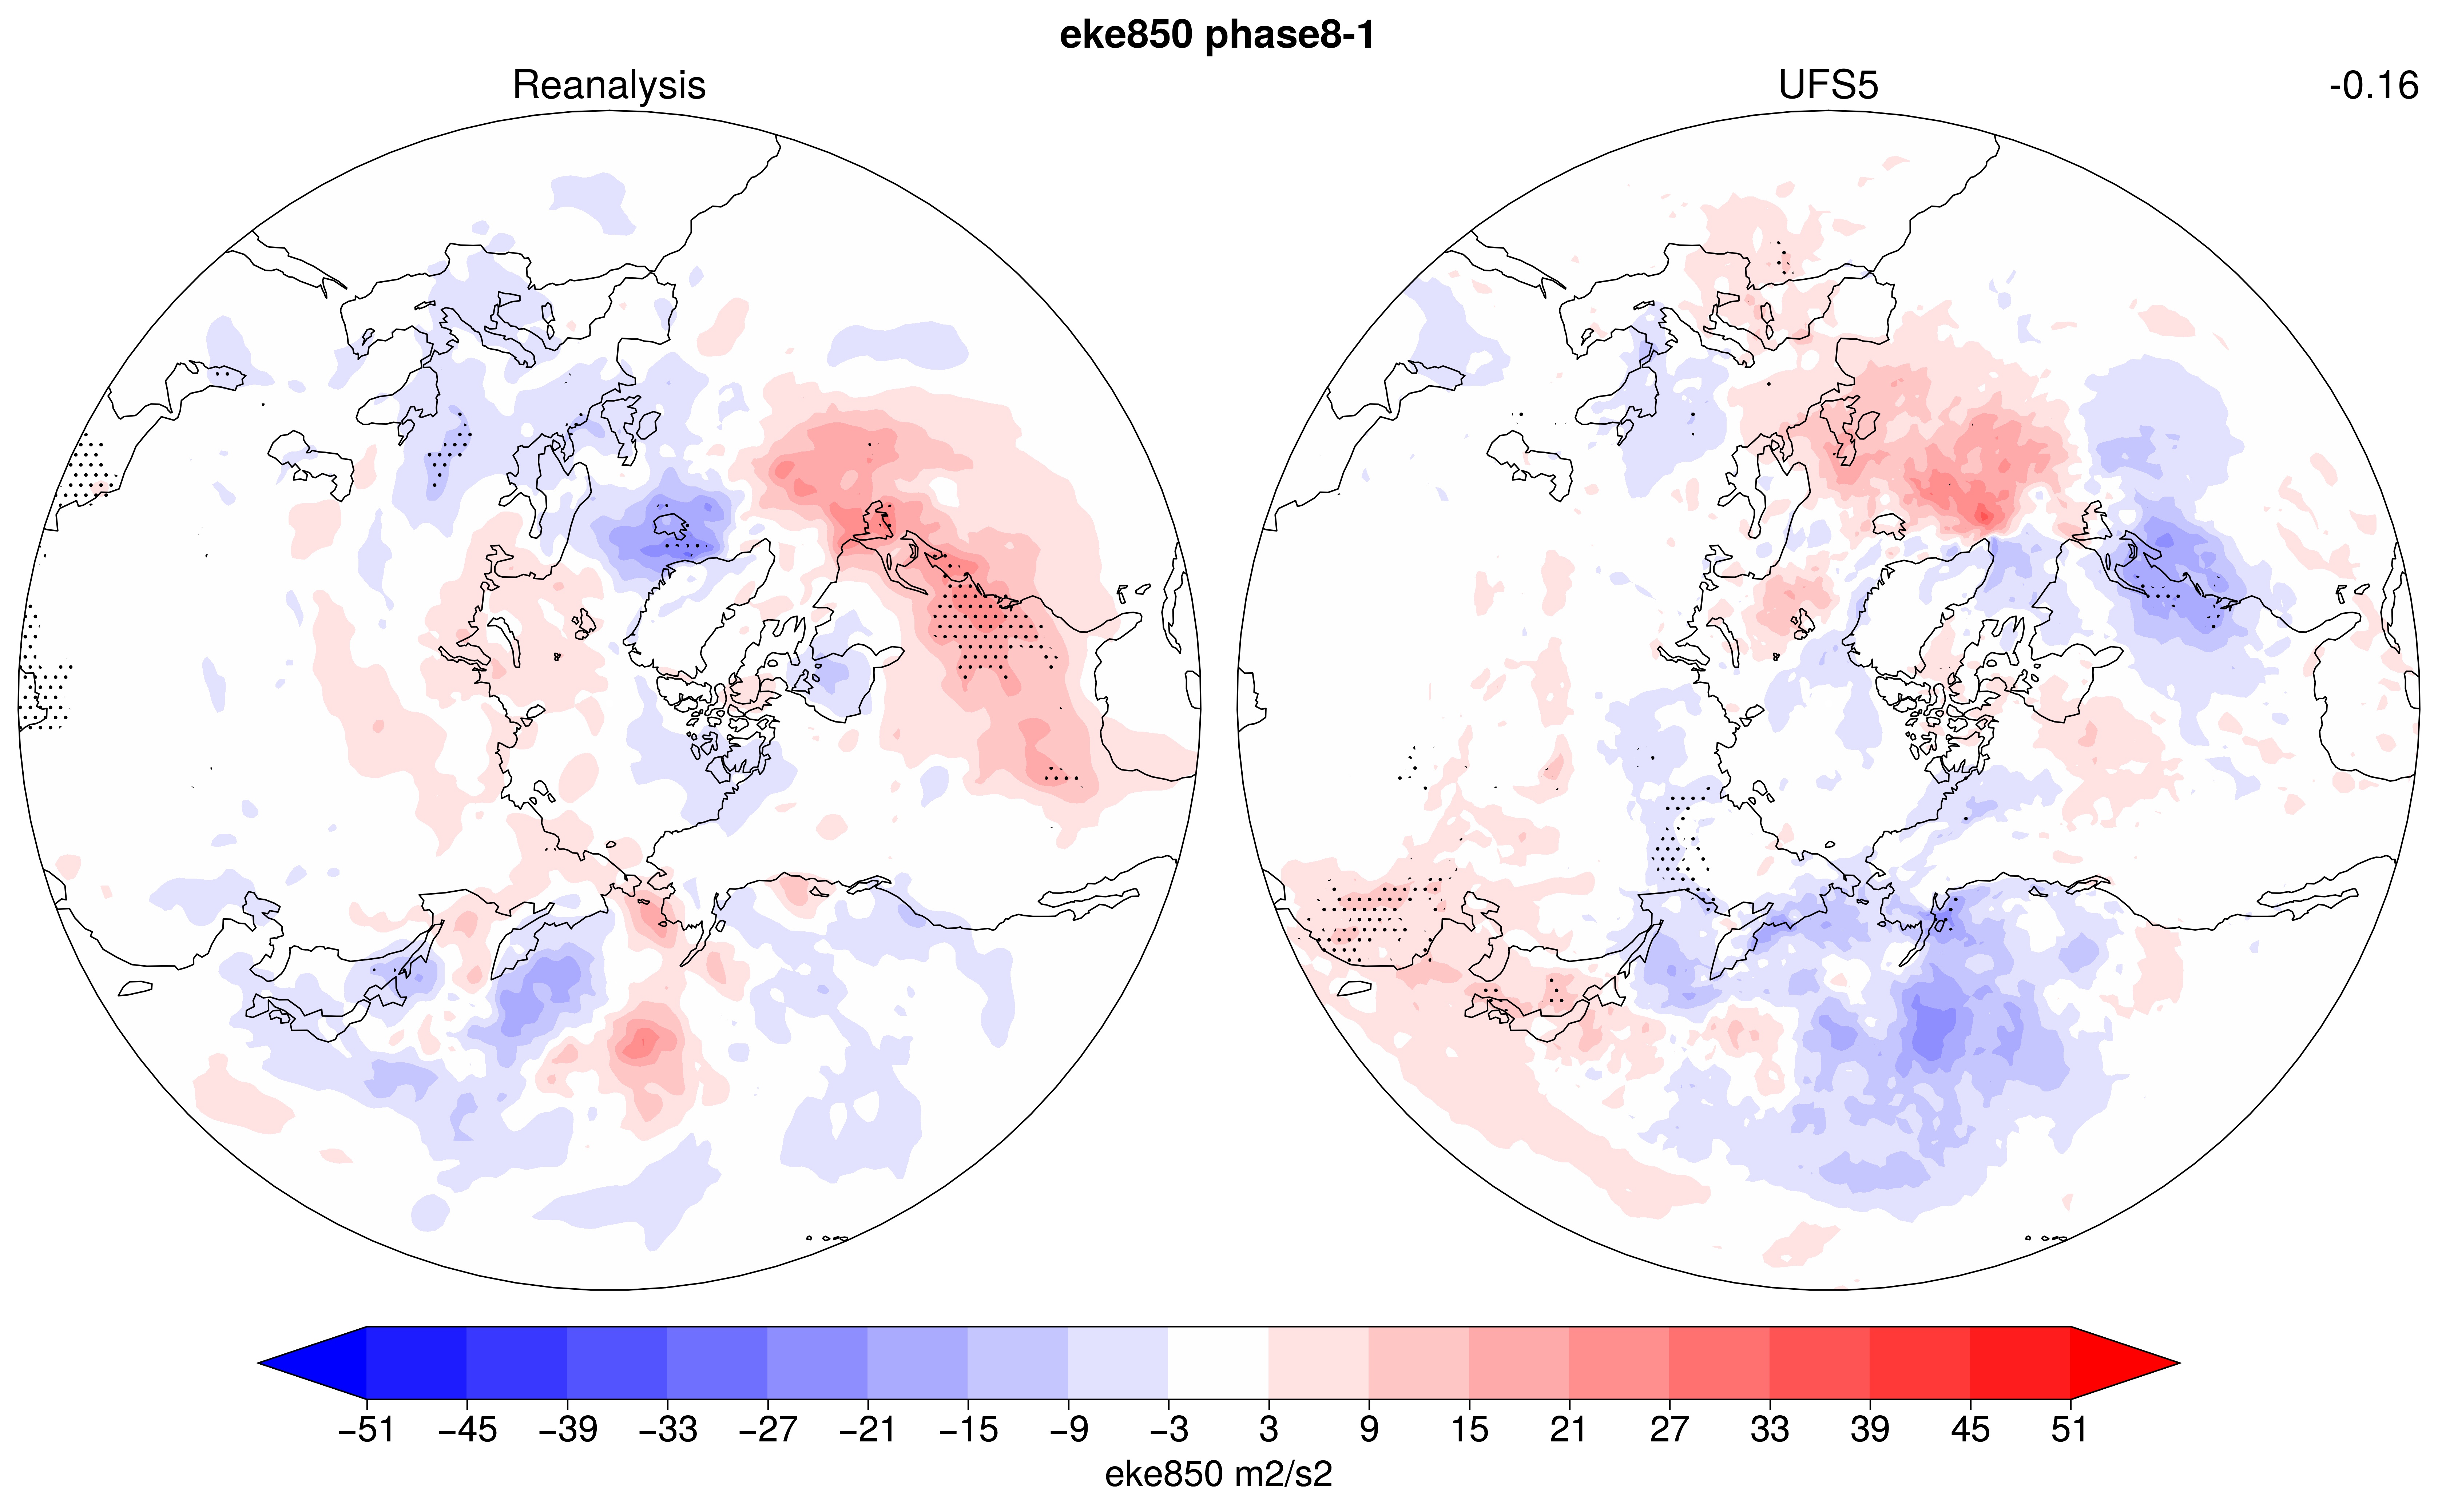 eke850 phase8-1
Reanalysis
UFS5
-0.16
−51 −45 −39 −33 −27 −21 −15 −9 −3 3 9 15 21 27 33 39 45 51
eke850 m2/s2